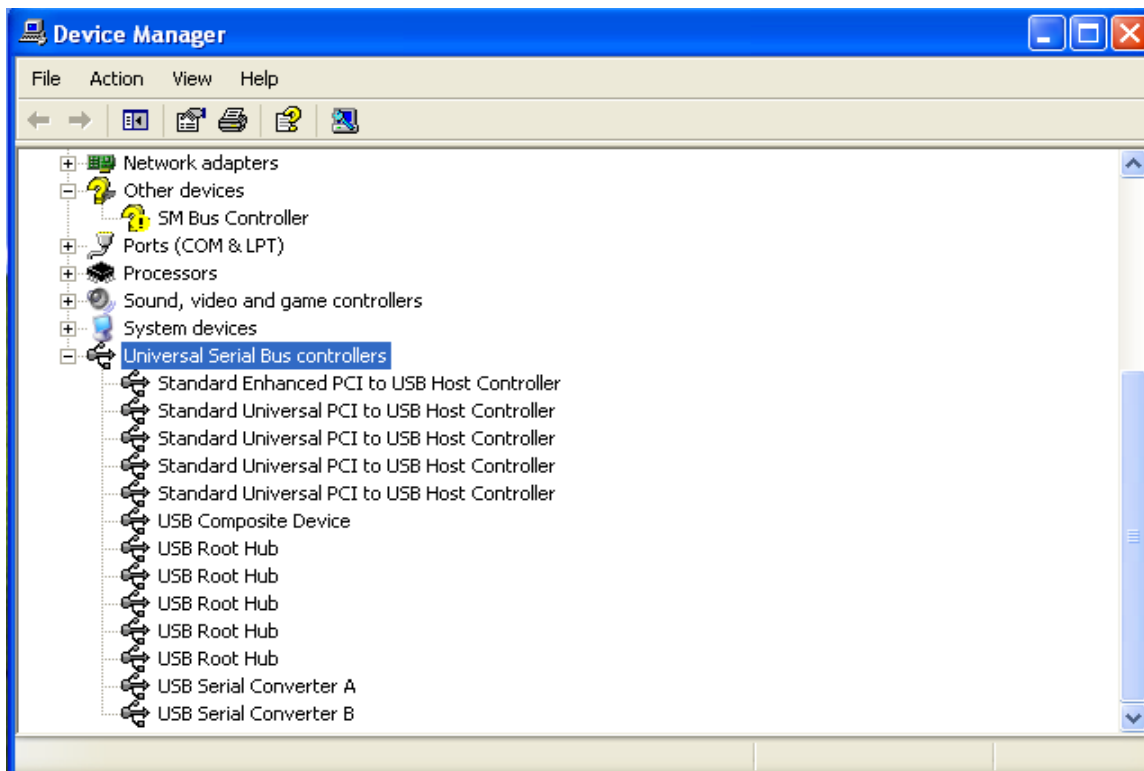 Device Manager
File Action View Help
Network adapters
Other devices
SM Bus Controller
Ports (COM & LPT)
Processors
Sound, video and game controllers
System devices
Universal Serial Bus controllers
Standard Enhanced PCI to USB Host Controller
Standard Universal PCI to USB Host Controller
Standard Universal PCI to USB Host Controller
Standard Universal PCI to USB Host Controller
Standard Universal PCI to USB Host Controller
USB Composite Device
USB Root Hub
USB Root Hub
USB Root Hub
USB Root Hub
USB Root Hub
USB Serial Converter A
USB Serial Converter B